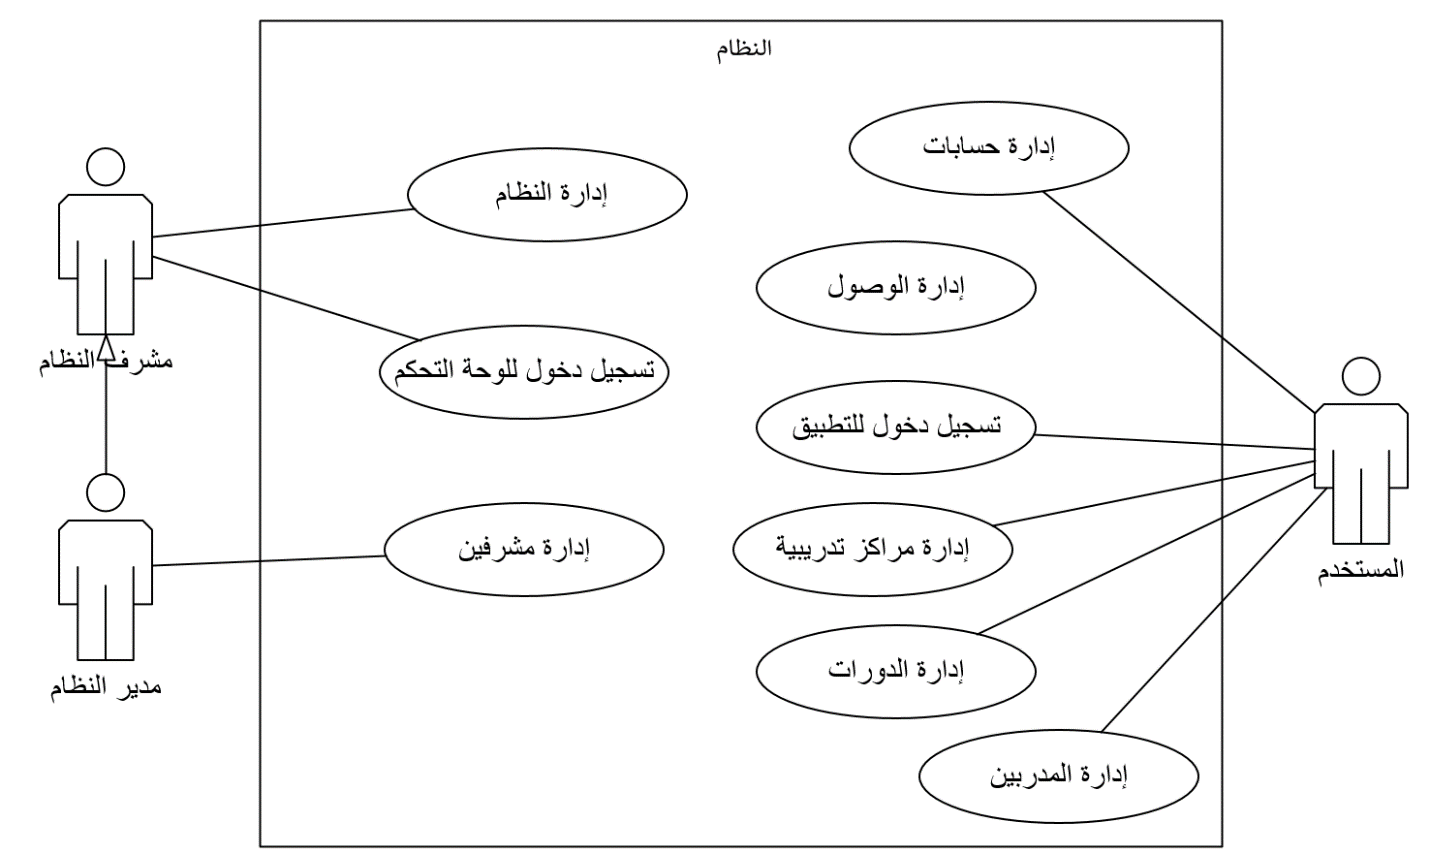 النظام
إدارة حسابات
إدارة النظام
إدارة الوصول
مشرف النظام
تسجيل دخول للوحة التحكم
تسجيل دخول للتطبيق
إدارة مشرفين
إدارة مراكز تدريبية
المستخدم
إدارة الدورات
مدير النظام
إدارة المدربين